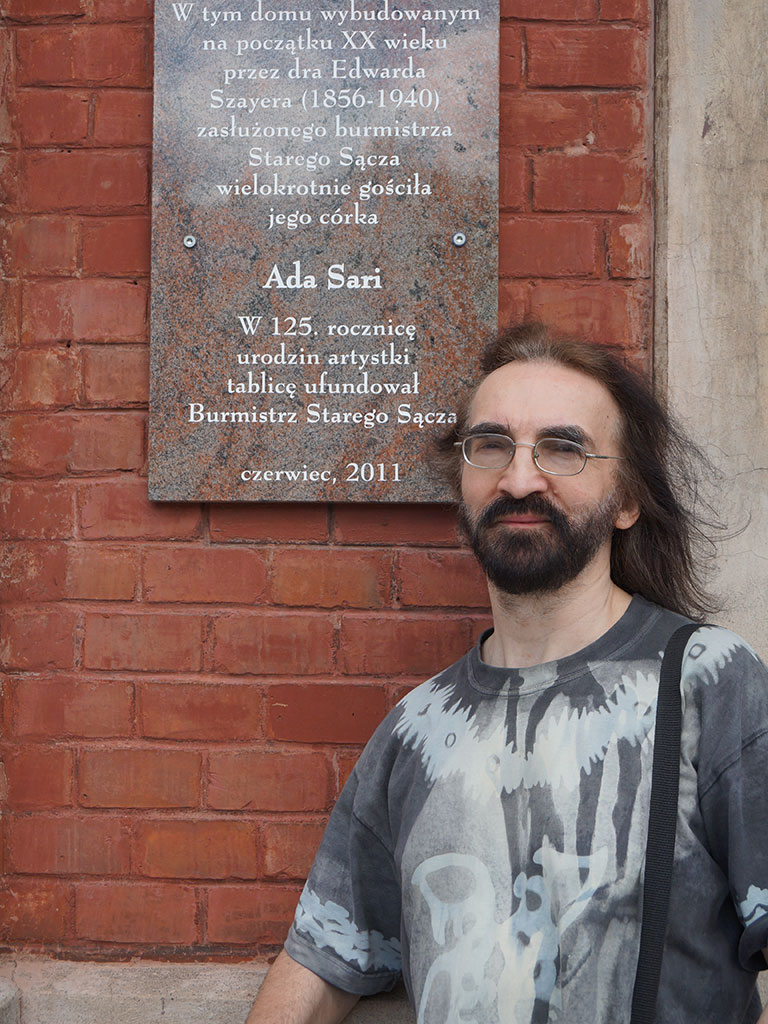 W tym domu wybudowanym
na początku XX wieku
przez dra Edwarda
Szayera (1856-1940)
zasłużonego burmistrza
Starego Sącza
wielokrotnie gościła
jego córka
Ada Sari
W 125. rocznicę
urodzin artystki
tablicę ufundował
Burmistrz Starego Sącza
czerwiec, 2011